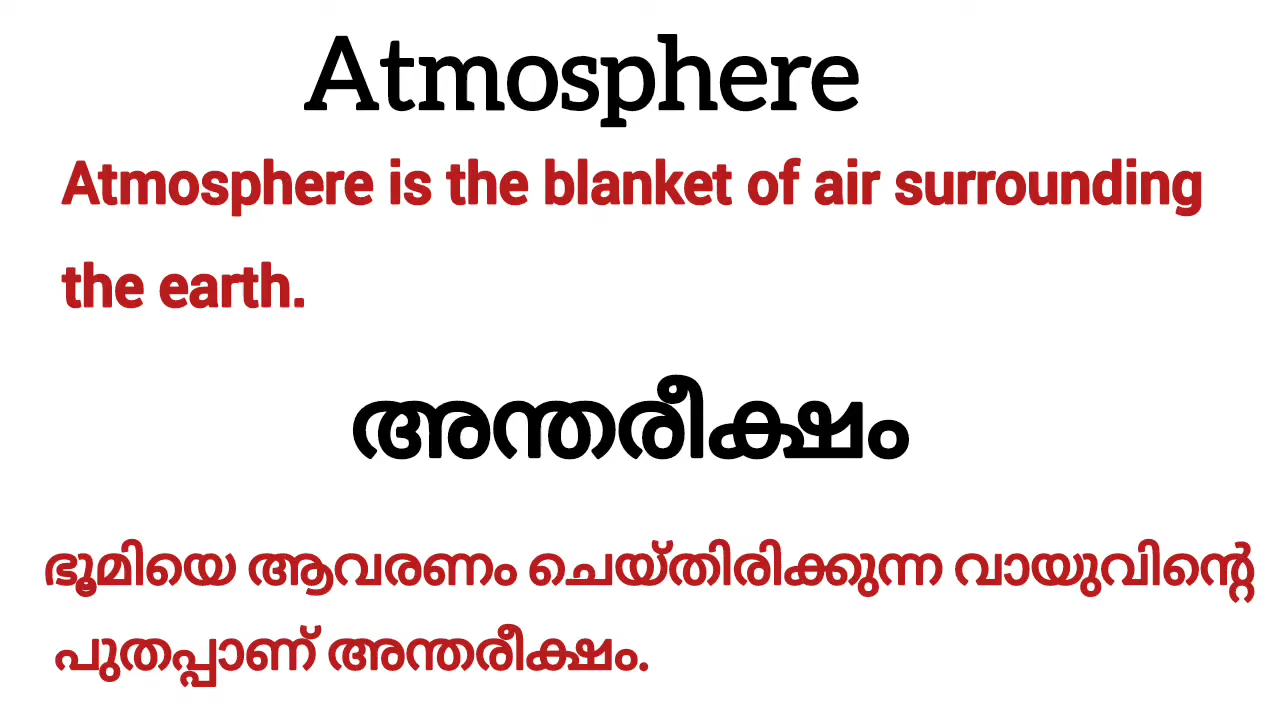 Atmosphere
Atmosphere is the blanket of air surrounding
the earth.
അന്തരീക്ഷം
ഭൂമിയെ ആവരണം ചെയ്തിരിക്കുന്ന വായുവിന്റെ
പുതപ്പാണ് അന്തരീക്ഷം.